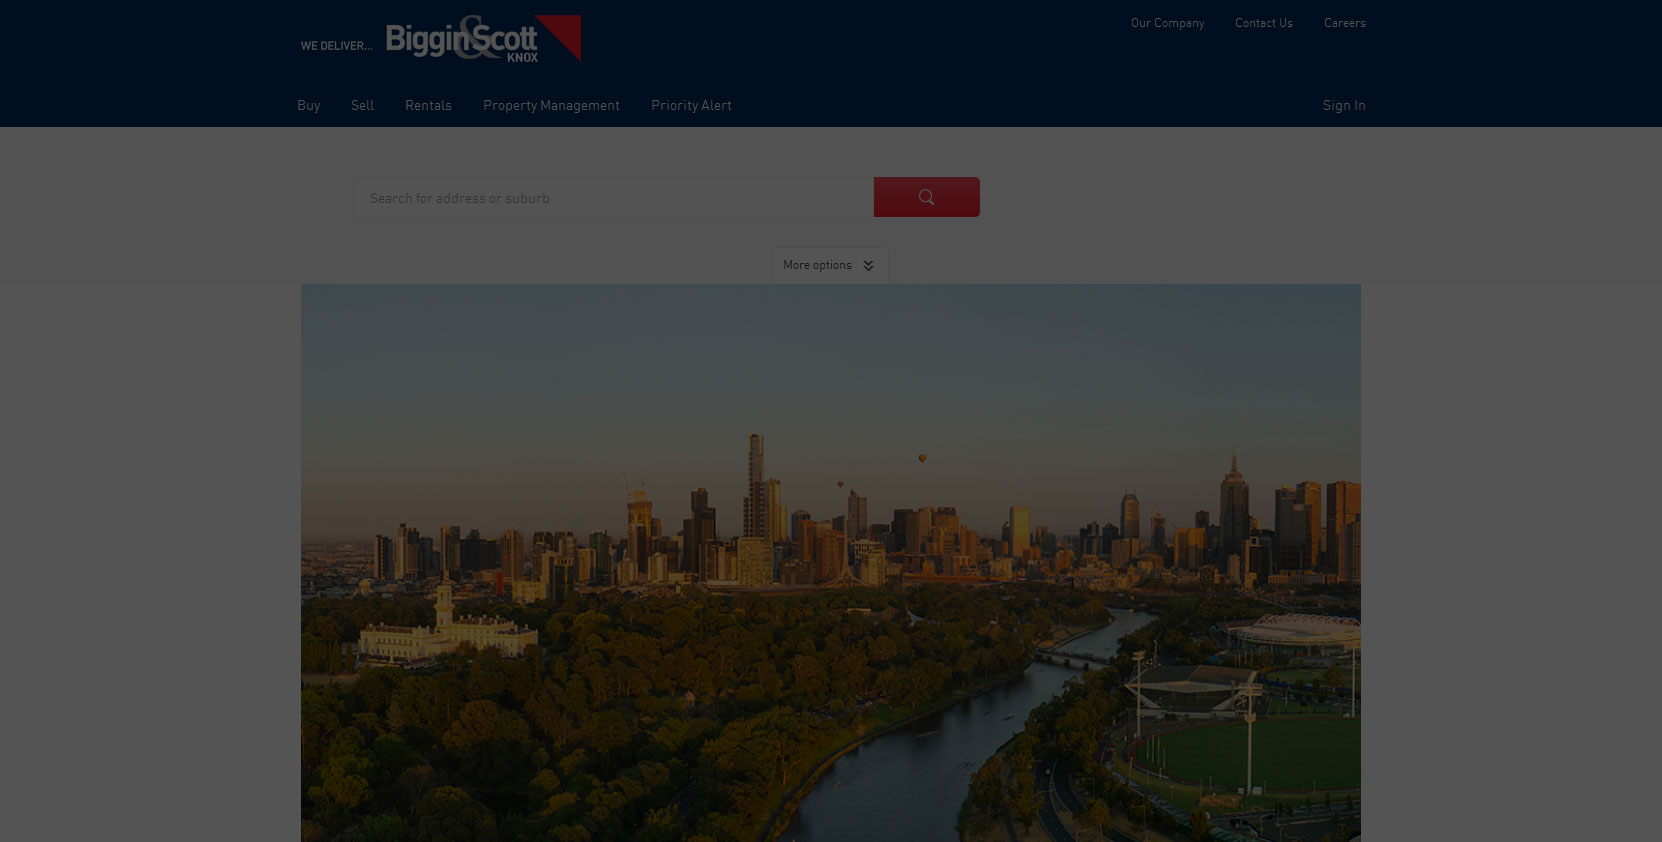 Our Company Contact Us Careers
WE DELIVER... Biggin&Scott
KNOX
Buy Sell Rentals Property Management Priority Alert Sign In
Search for address or suburb
More options